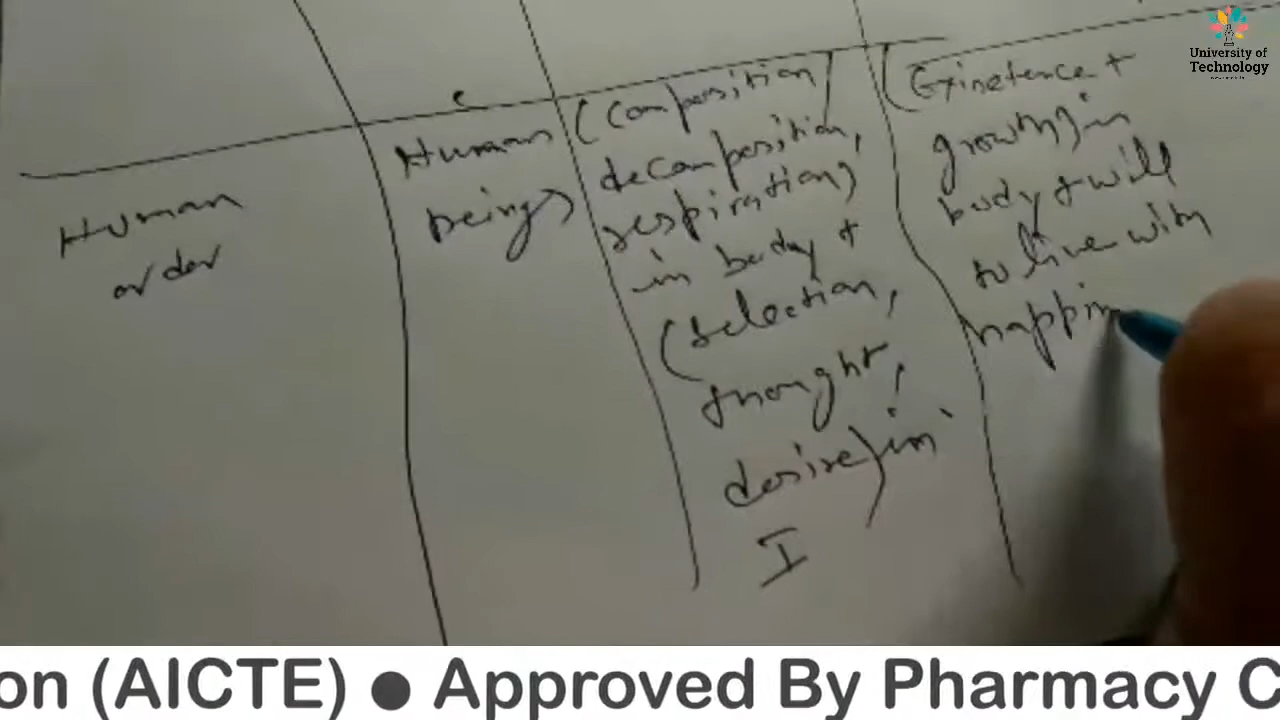 University of
Technology
Human
order
Human
beings
(Composition
decomposition,
respiration)
in body +
(selection,
thought,
desire) in
I
(Existence +
growth) in
body + will
to live with
happin
on (AICTE) ● Approved By Pharmacy C